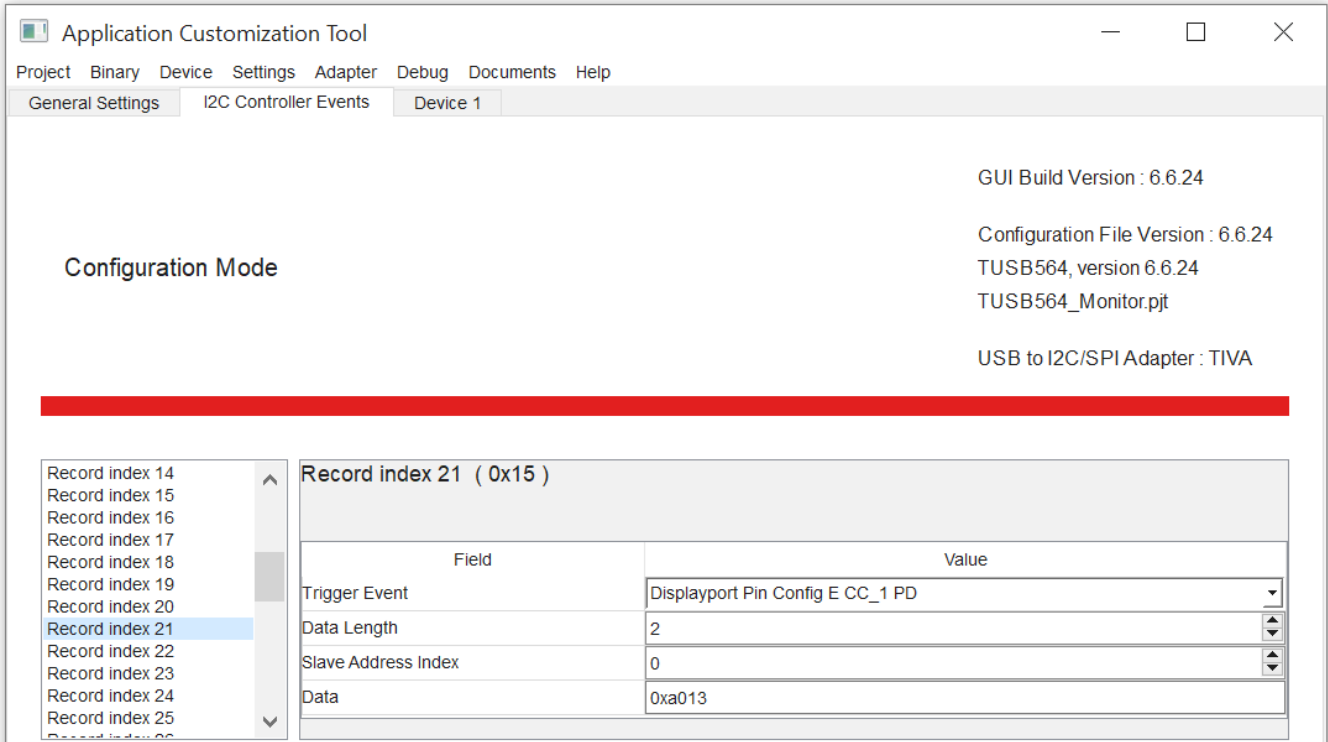 Application Customization Tool
Project Binary Device Settings Adapter Debug Documents Help
General Settings I2C Controller Events Device 1
GUI Build Version : 6.6.24
Configuration File Version : 6.6.24
Configuration Mode
TUSB564, version 6.6.24
TUSB564_Monitor.pjt
USB to I2C/SPI Adapter : TIVA
Record index 14
Record index 15
Record index 16
Record index 17
Record index 18
Record index 19
Record index 20
Record index 21
Record index 22
Record index 23
Record index 24
Record index 25
Record index 21 ( 0x15 )
Field Value
Trigger Event Displayport Pin Config E CC_1 PD
Data Length 2
Slave Address Index 0
Data 0xa013